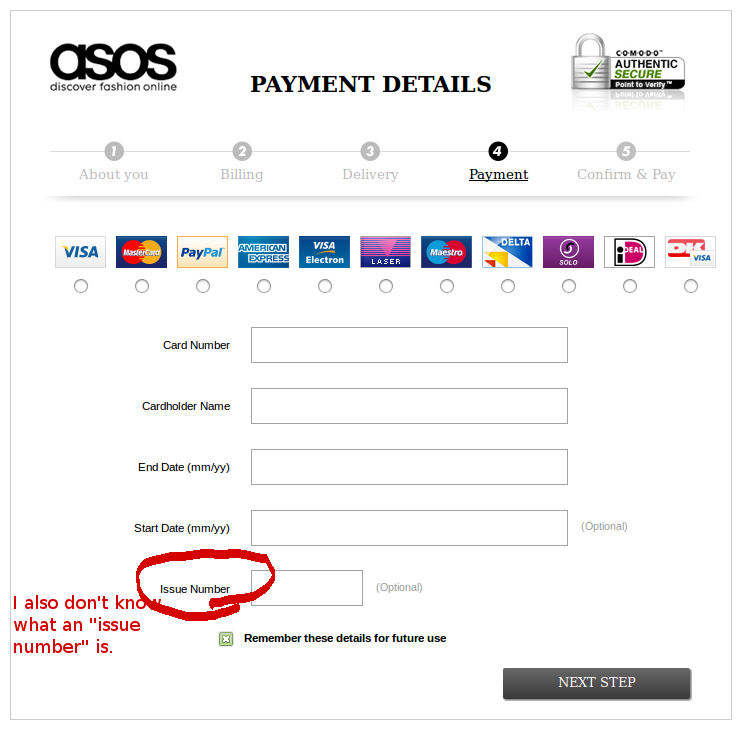 asos
discover fashion online
PAYMENT DETAILS
COMODO™
AUTHENTIC
SECURE
Point to Verify™
1 2 3 4 5
About you Billing Delivery Payment Confirm & Pay
VISA MasterCard PayPal AMERICAN EXPRESS VISA Electron LASER Maestro DELTA SOLO iDEAL DK VISA
Card Number
Cardholder Name
End Date (mm/yy)
Start Date (mm/yy) (Optional)
Issue Number (Optional)
I also don't know
what an "issue
number" is.
Remember these details for future use
NEXT STEP